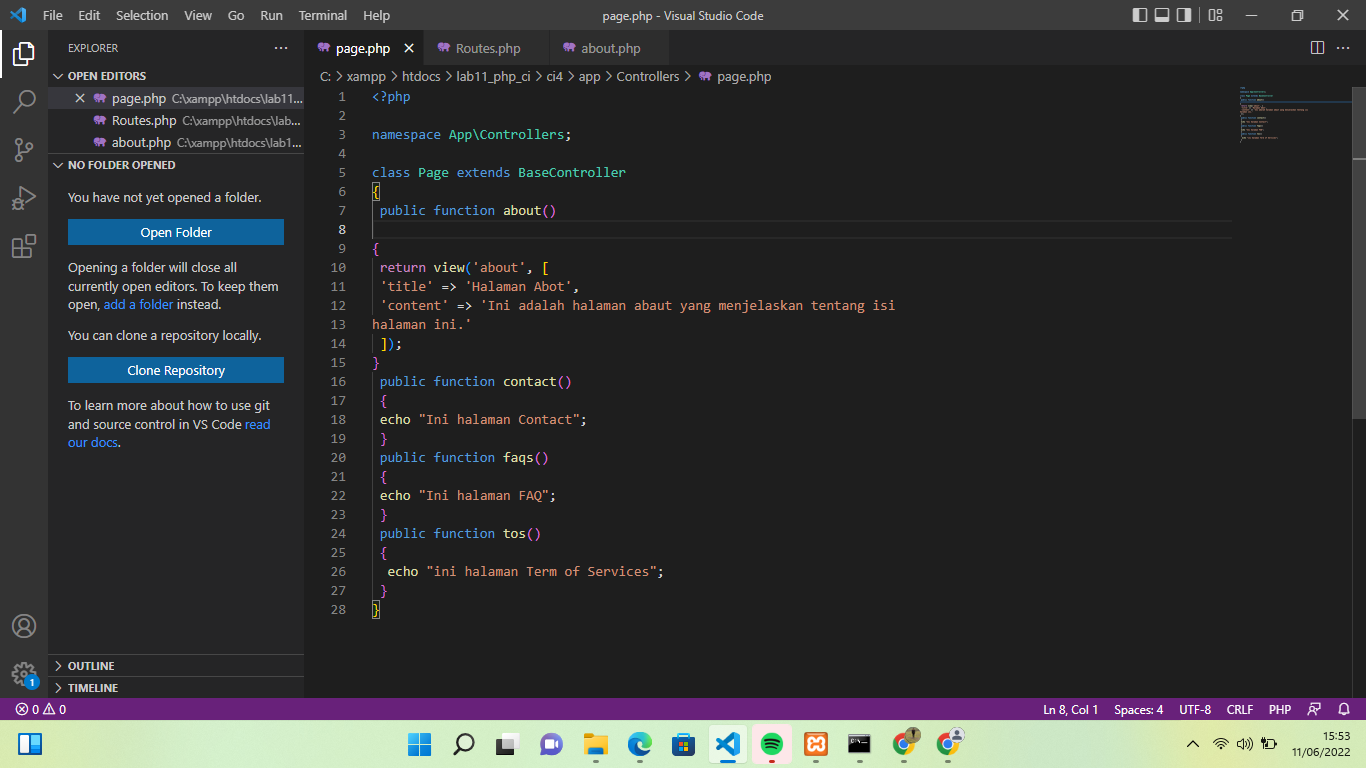 File Edit Selection View Go Run Terminal Help
page.php - Visual Studio Code
EXPLORER
OPEN EDITORS
page.php C:\xampp\htdocs\lab11...
Routes.php C:\xampp\htdocs\lab...
about.php C:\xampp\htdocs\lab1...
NO FOLDER OPENED
You have not yet opened a folder.
Open Folder
Opening a folder will close all
currently open editors. To keep them
open, add a folder instead.
You can clone a repository locally.
Clone Repository
To learn more about how to use git
and source control in VS Code read
our docs.
OUTLINE
TIMELINE
1
page.php Routes.php about.php
C: > xampp > htdocs > lab11_php_ci > ci4 > app > Controllers > page.php
1 <?php
2
3 namespace App\Controllers;
4
5 class Page extends BaseController
6 {
7 public function about()
8
9 {
10 return view('about', [
11 'title' => 'Halaman Abot',
12 'content' => 'Ini adalah halaman abaut yang menjelaskan tentang isi
13 halaman ini.'
14 ]);
15 }
16 public function contact()
17 {
18 echo "Ini halaman Contact";
19 }
20 public function faqs()
21 {
22 echo "Ini halaman FAQ";
23 }
24 public function tos()
25 {
26 echo "ini halaman Term of Services";
27 }
28 }
0 0
Ln 8, Col 1 Spaces: 4 UTF-8 CRLF PHP
15:53
11/06/2022